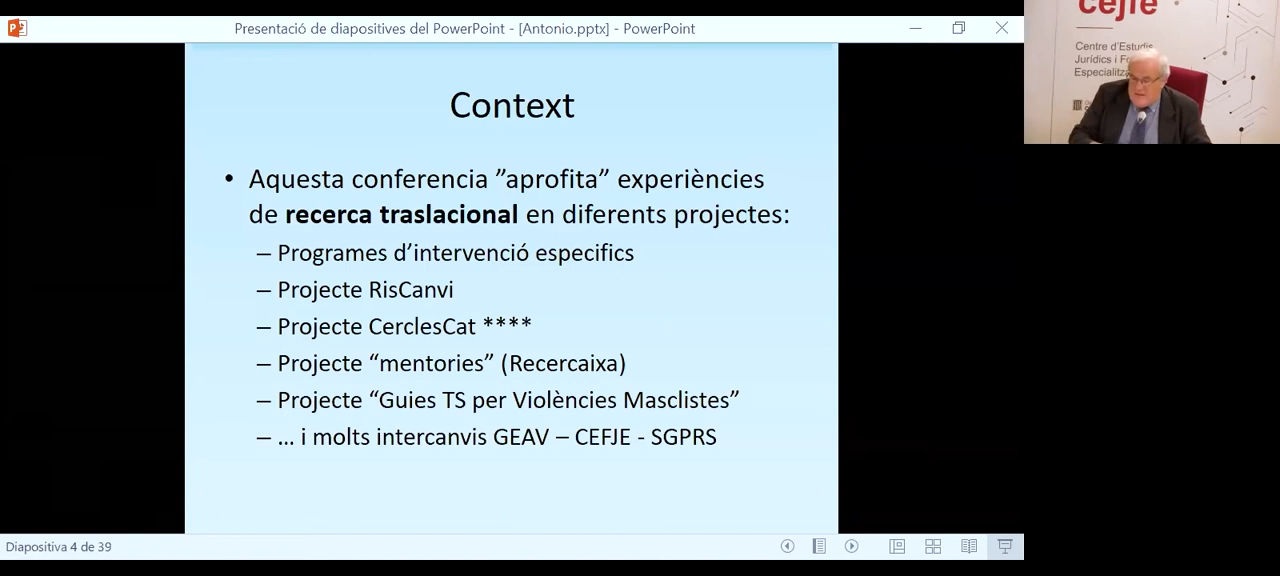 Presentació de diapositives del PowerPoint - [Antonio.pptx] - PowerPoint
Context
• Aquesta conferencia ”aprofita” experiències
de recerca traslacional en diferents projectes:
– Programes d’intervenció especifics
– Projecte RisCanvi
– Projecte CerclesCat ****
– Projecte “mentories” (Recercaixa)
– Projecte “Guies TS per Violències Masclistes”
– ... i molts intercanvis GEAV – CEFJE - SGPRS
Diapositiva 4 de 39
cejfe
Centre d’Estudis
Jurídics i